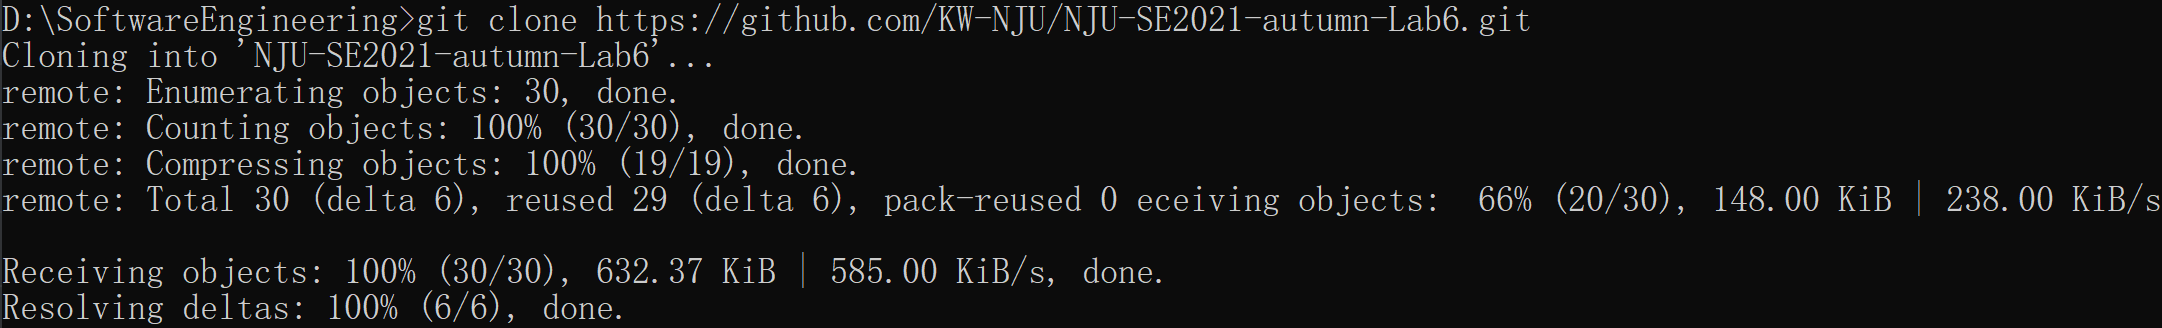 D:\SoftwareEngineering>git clone https://github.com/KW-NJU/NJU-SE2021-autumn-Lab6.git
Cloning into 'NJU-SE2021-autumn-Lab6'...
remote: Enumerating objects: 30, done.
remote: Counting objects: 100% (30/30), done.
remote: Compressing objects: 100% (19/19), done.
remote: Total 30 (delta 6), reused 29 (delta 6), pack-reused 0 eceiving objects:  66% (20/30), 148.00 KiB | 238.00 KiB/s
Receiving objects: 100% (30/30), 632.37 KiB | 585.00 KiB/s, done.
Resolving deltas: 100% (6/6), done.